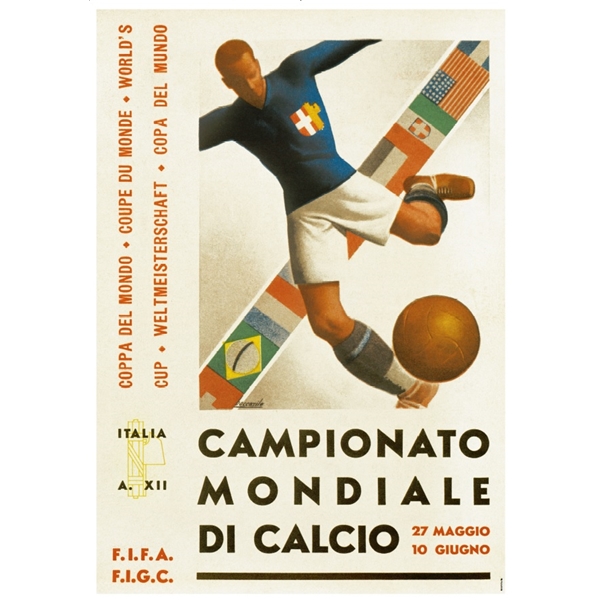 COPPA DEL MONDO • COUPE DU MONDE • WORLD'S
CUP • WELTMEISTERSCHAFT • COPA DEL MUNDO
ITALIA
A. XII
F.I.F.A.
F.I.G.C.
CAMPIONATO
MONDIALE
DI CALCIO
27 MAGGIO
10 GIUGNO